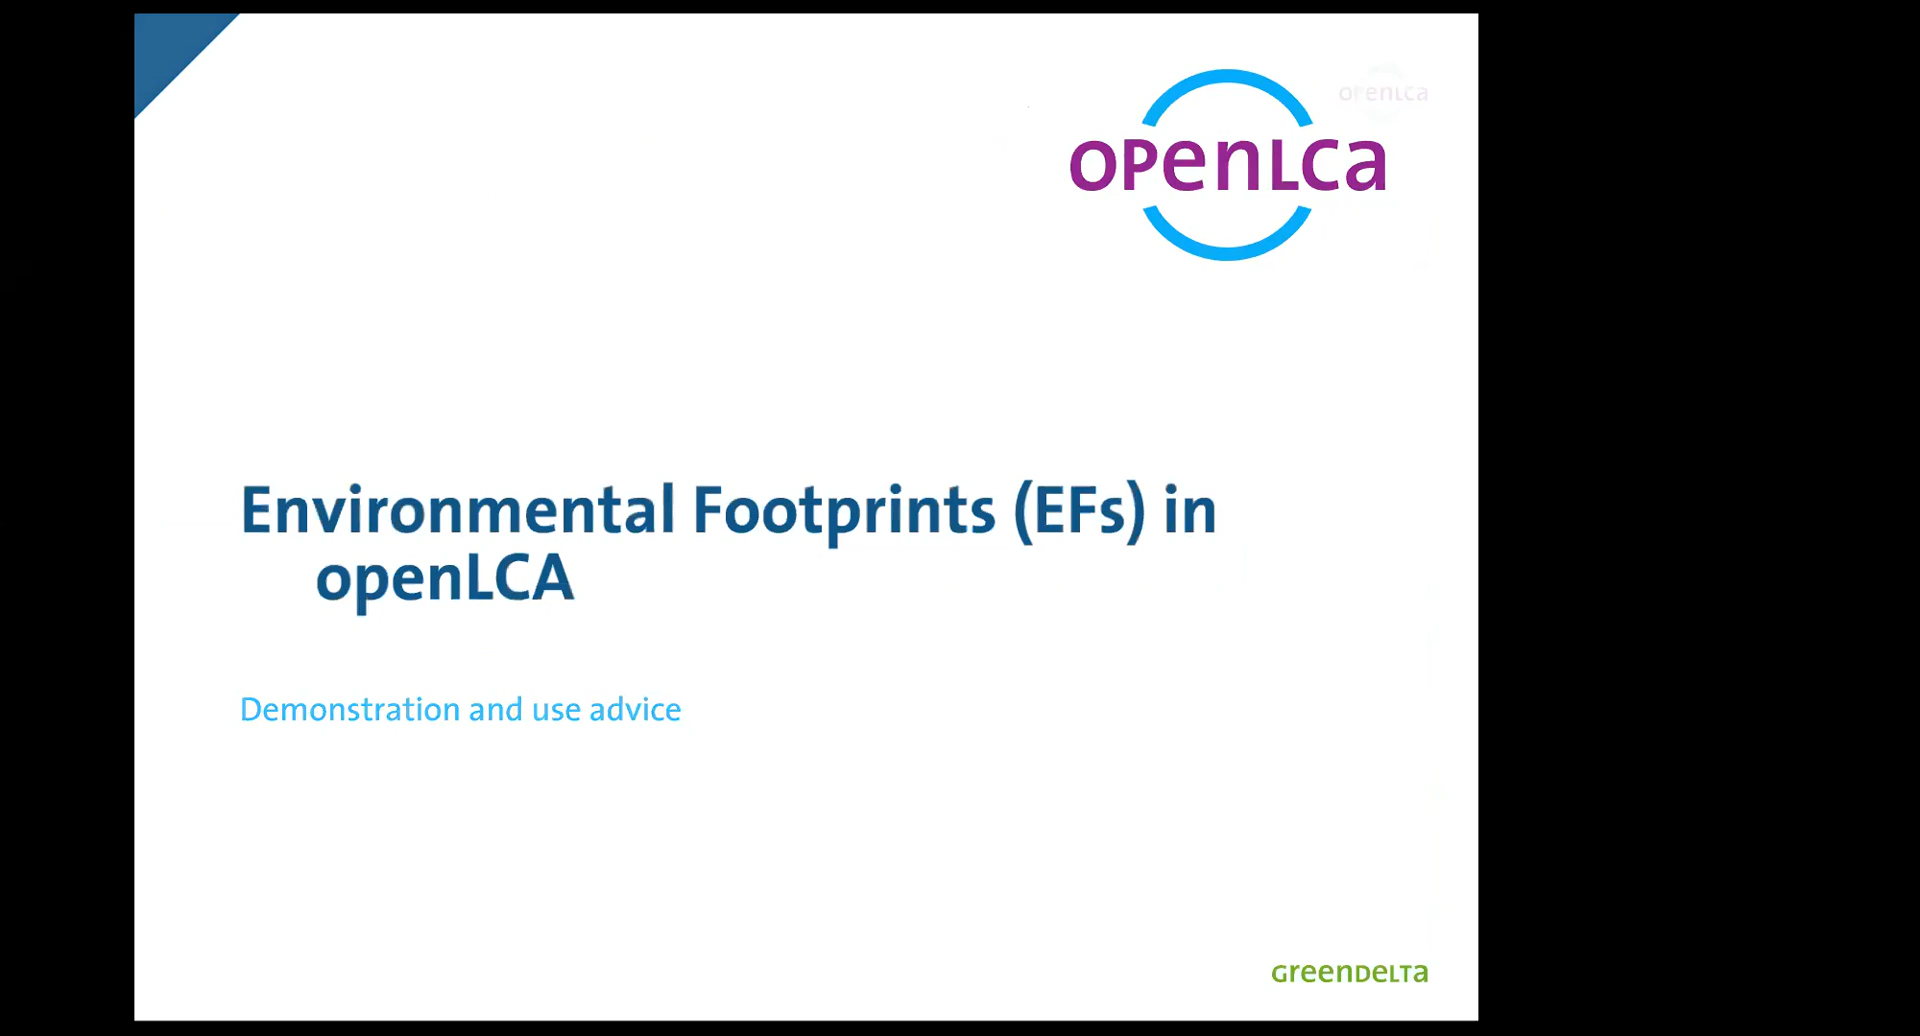 openLCA
openLCA
Environmental Footprints (EFs) in
openLCA
Demonstration and use advice
GreenDelta